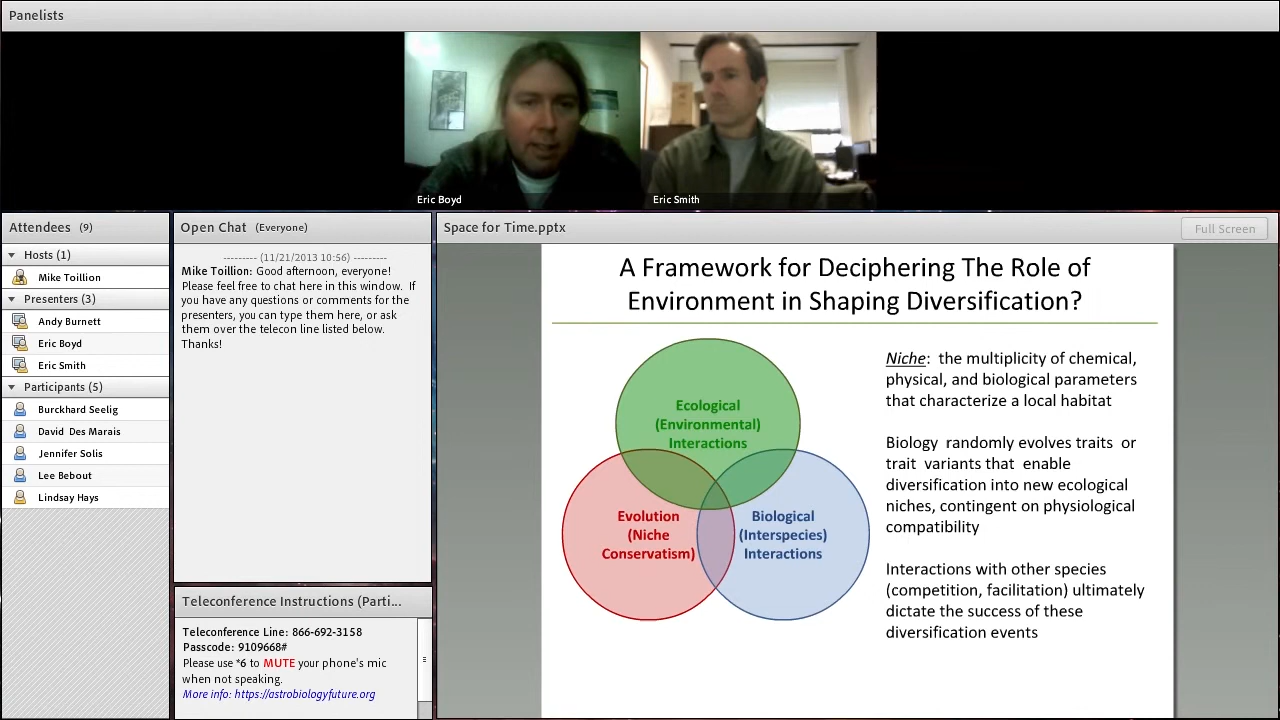 Panelists
Eric Boyd
Eric Smith
Attendees (9)
Hosts (1)
Mike Toillion
Presenters (3)
Andy Burnett
Eric Boyd
Eric Smith
Participants (5)
Burckhard Seelig
David Des Marais
Jennifer Solis
Lee Bebout
Lindsay Hays
Open Chat (Everyone)
--------- (11/21/2013 10:56) ---------
Mike Toillion: Good afternoon, everyone!
Please feel free to chat here in this window. If
you have any questions or comments for the
presenters, you can type them here, or ask
them over the telecon line listed below.
Thanks!
Teleconference Instructions (Parti...
Teleconference Line: 866-692-3158
Passcode: 9109668#
Please use *6 to MUTE your phone's mic
when not speaking.
More info: https://astrobiologyfuture.org
Space for Time.pptx
Full Screen
A Framework for Deciphering The Role of
Environment in Shaping Diversification?
Ecological
(Environmental)
Interactions
Evolution
(Niche
Conservatism)
Biological
(Interspecies)
Interactions
Niche: the multiplicity of chemical,
physical, and biological parameters
that characterize a local habitat
Biology randomly evolves traits or
trait variants that enable
diversification into new ecological
niches, contingent on physiological
compatibility
Interactions with other species
(competition, facilitation) ultimately
dictate the success of these
diversification events